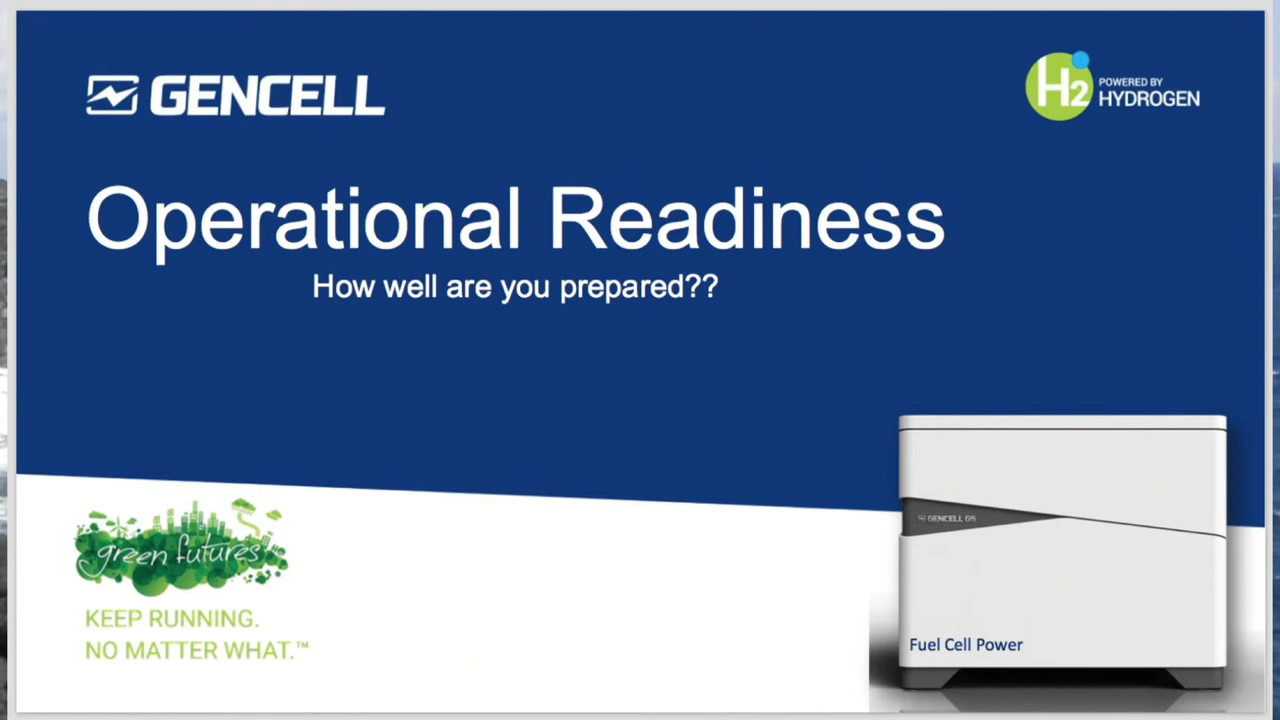 GENCELL
H2 POWERED BY
HYDROGEN
Operational Readiness
How well are you prepared??
GENCELL G5
green futures
KEEP RUNNING.
NO MATTER WHAT.™
Fuel Cell Power